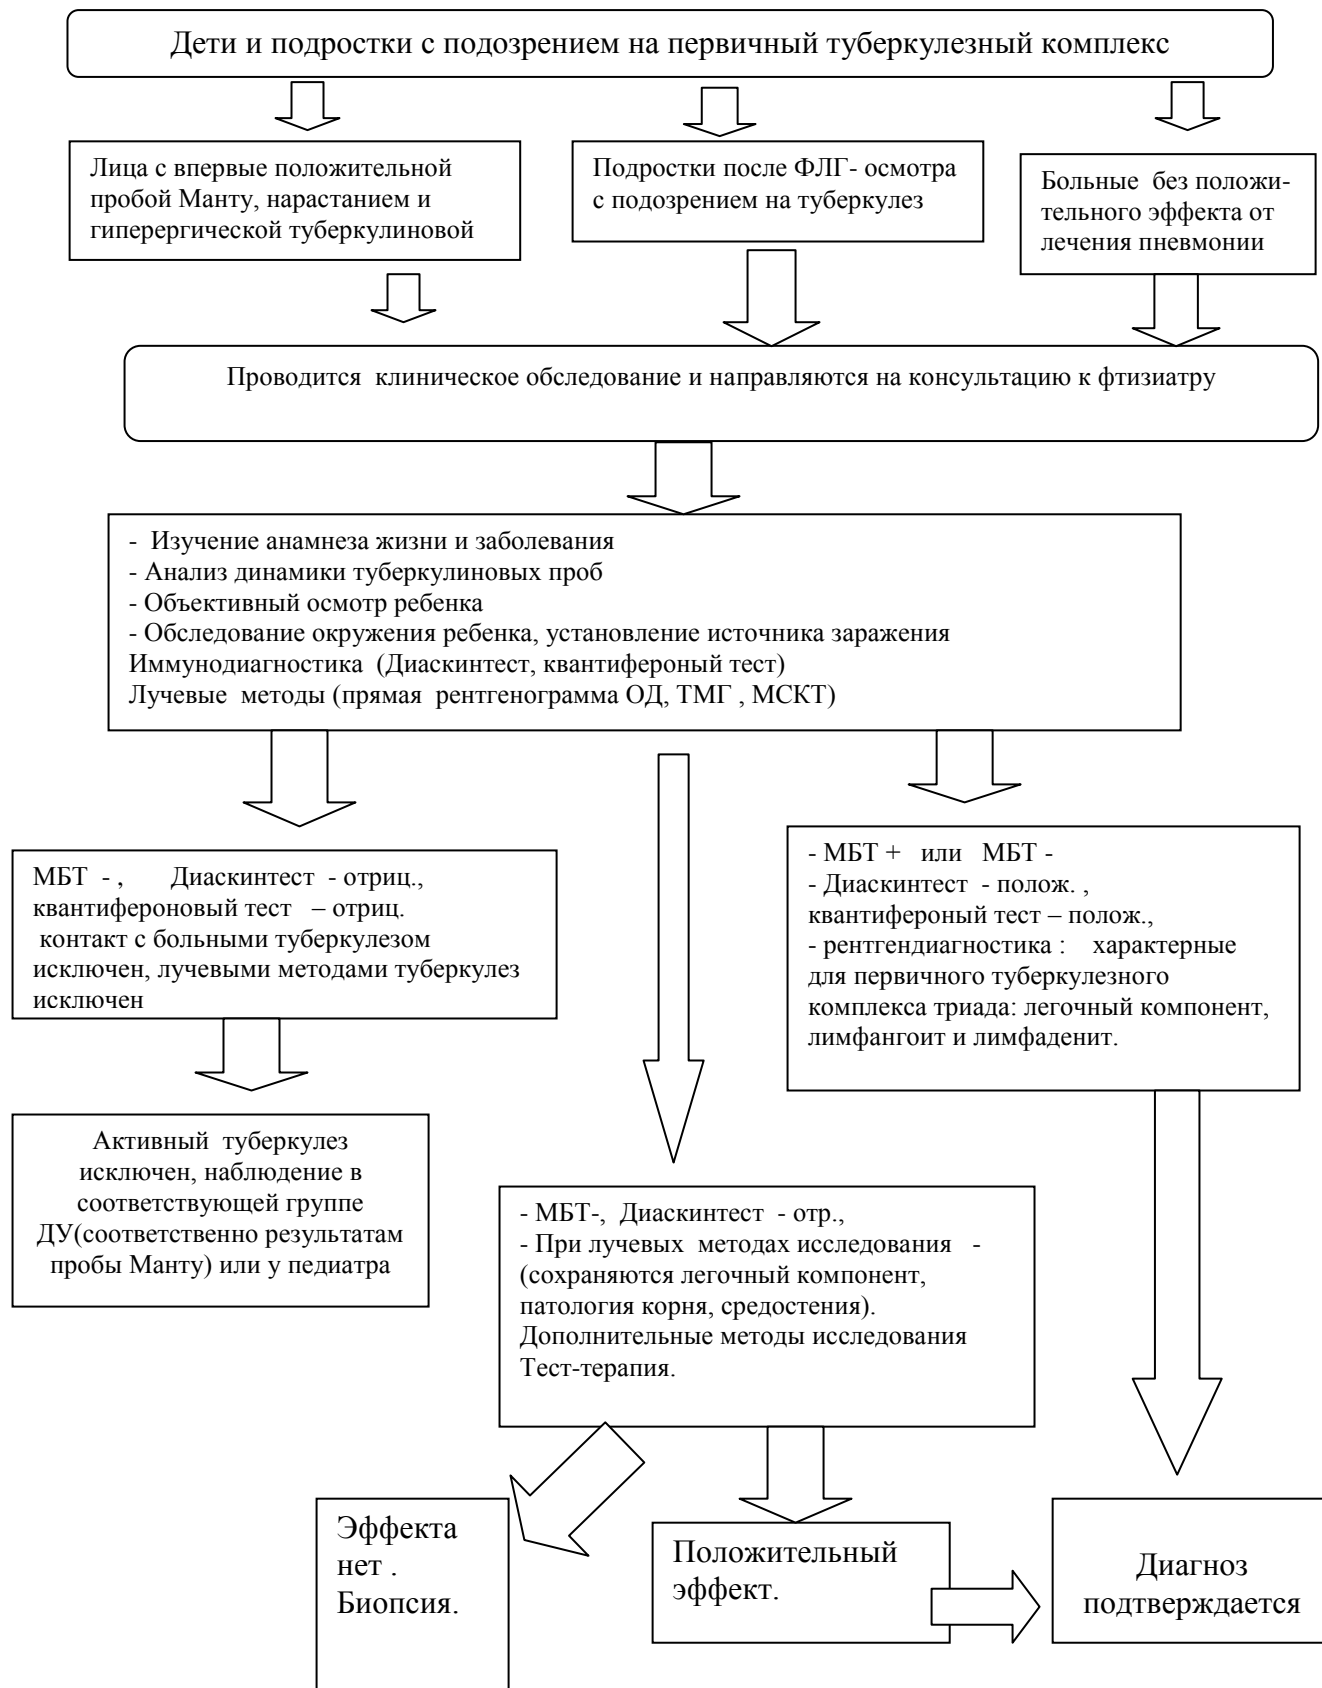 Дети и подростки с подозрением на первичный туберкулезный комплекс
Лица с впервые положительной
пробой Манту, нарастанием и
гиперергической туберкулиновой
Подростки после ФЛГ- осмотра
с подозрением на туберкулез
Больные без положи-
тельного эффекта от
лечения пневмонии
Проводится клиническое обследование и направляются на консультацию к фтизиатру
- Изучение анамнеза жизни и заболевания
- Анализ динамики туберкулиновых проб
- Объективный осмотр ребенка
- Обследование окружения ребенка, установление источника заражения
Иммунодиагностика (Диаскинтест, квантифероный тест)
Лучевые методы (прямая рентгенограмма ОД, ТМГ , МСКТ)
МБТ - , Диаскинтест - отриц.,
квантифероновый тест – отриц.
контакт с больными туберкулезом
исключен, лучевыми методами туберкулез
исключен
- МБТ + или МБТ -
- Диаскинтест - полож. ,
квантифероный тест – полож.,
- рентгендиагностика : характерные
для первичного туберкулезного
комплекса триада: легочный компонент,
лимфангоит и лимфаденит.
Активный туберкулез
исключен, наблюдение в
соответствующей группе
ДУ(соответственно результатам
пробы Манту) или у педиатра
- МБТ-, Диаскинтест - отр.,
- При лучевых методах исследования -
(сохраняются легочный компонент,
патология корня, средостения).
Дополнительные методы исследования
Тест-терапия.
Эффекта
нет .
Биопсия.
Положительный
эффект.
Диагноз
подтверждается